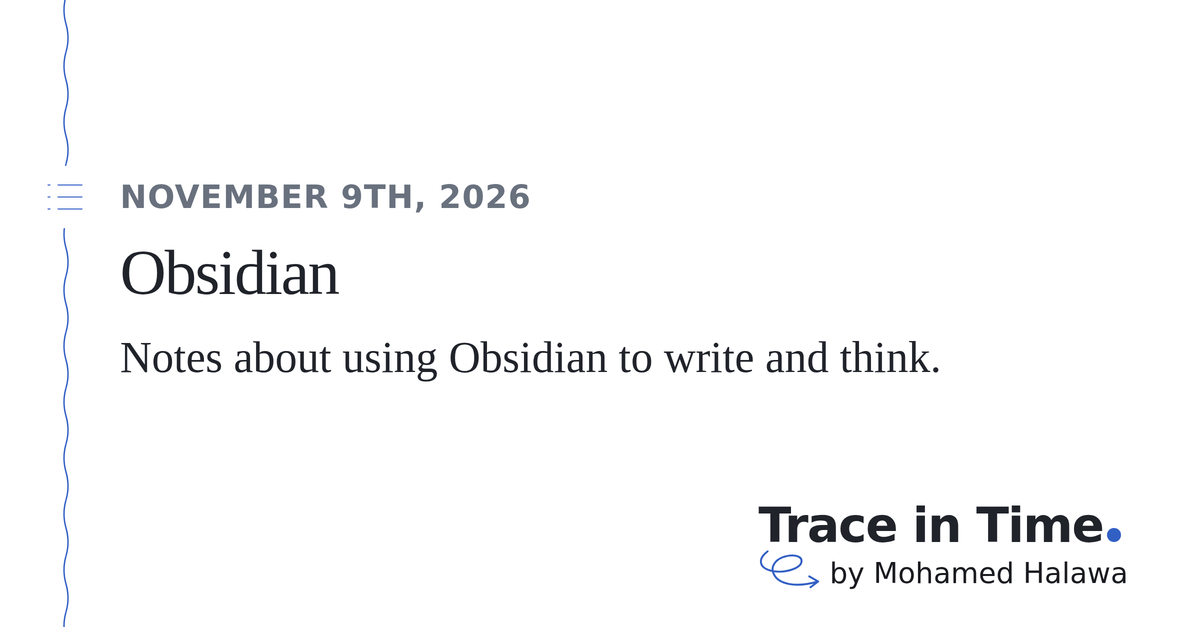 NOVEMBER 9TH, 2026
Obsidian
Notes about using Obsidian to write and think.
Trace in Time.
by Mohamed Halawa